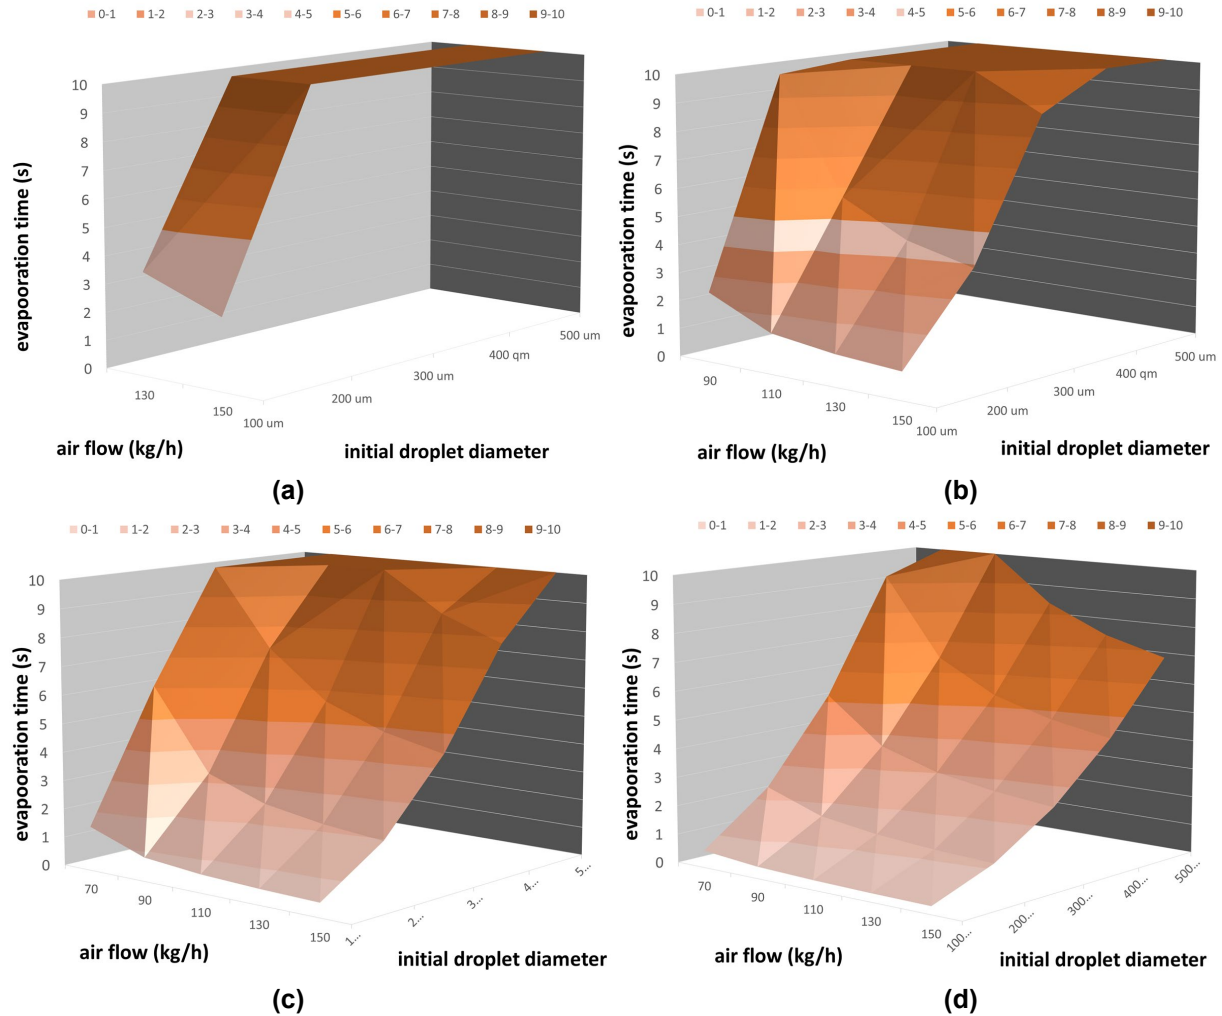 0-1 1-2 2-3 3-4 4-5 5-6 6-7 7-8 8-9 9-10
10
9
8
7
6
5
4
3
2
1
0
evapooration time (s)
130
150
100 um
200 um
300 um
400 qm
500 um
air flow (kg/h)
initial droplet diameter
(a)
0-1 1-2 2-3 3-4 4-5 5-6 6-7 7-8 8-9 9-10
10
9
8
7
6
5
4
3
2
1
0
evapooration time (s)
90
110
130
150
100 um
200 um
300 um
400 qm
500 um
air flow (kg/h)
initial droplet diameter
(b)
0-1 1-2 2-3 3-4 4-5 5-6 6-7 7-8 8-9 9-10
10
9
8
7
6
5
4
3
2
1
0
evapooration time (s)
70
90
110
130
150
1...
2...
3...
4...
5...
air flow (kg/h)
initial droplet diameter
(c)
0-1 1-2 2-3 3-4 4-5 5-6 6-7 7-8 8-9 9-10
10
9
8
7
6
5
4
3
2
1
0
evapooration time (s)
70
90
110
130
150
100...
200...
300...
400...
500...
air flow (kg/h)
initial droplet diameter
(d)